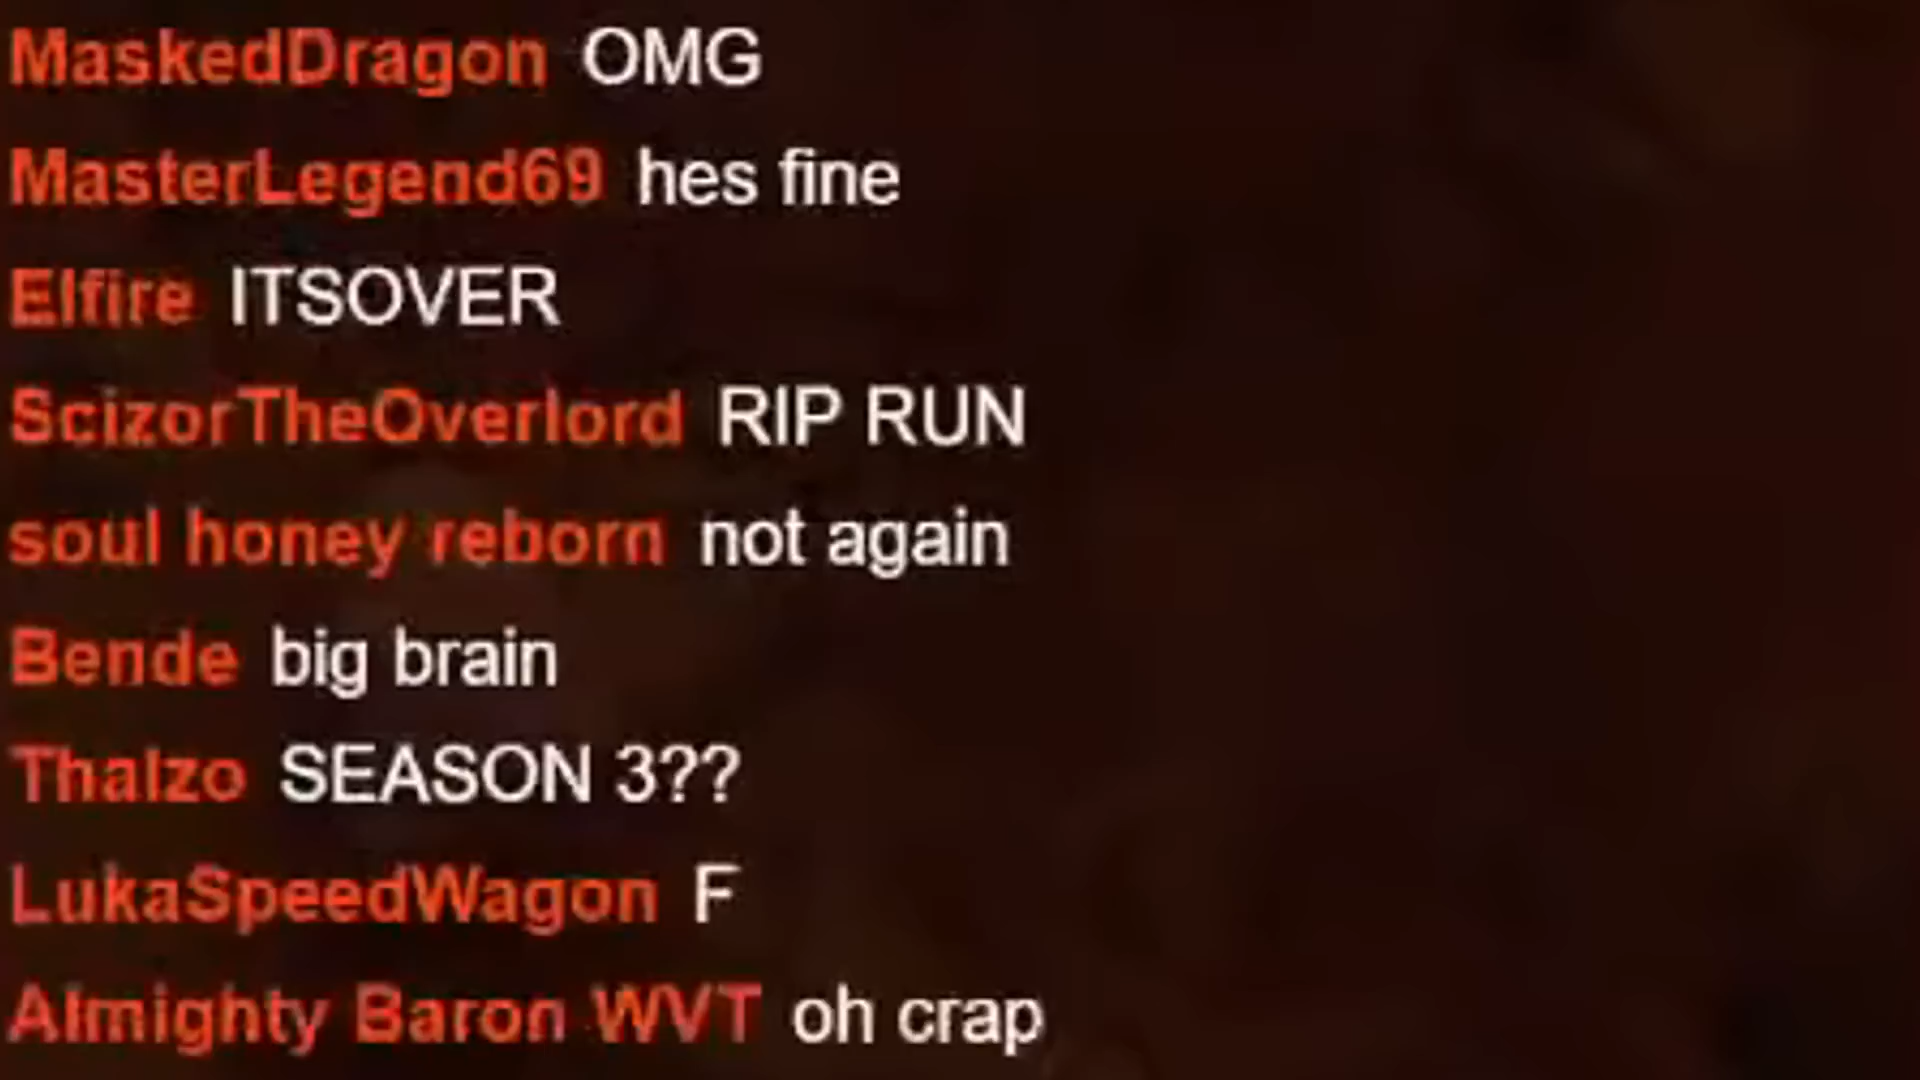 MaskedDragon OMG
MasterLegend69 hes fine
Elfire ITSOVER
ScizorTheOverlord RIP RUN
soul honey reborn not again
Bende big brain
Thalzo SEASON 3??
LukaSpeedWagon F
Almighty Baron WVT oh crap